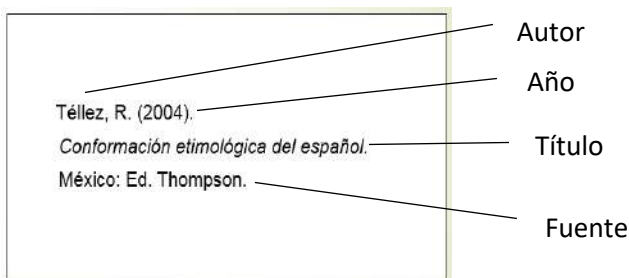 Autor
Año
Téllez, R. (2004).
Conformación etimológica del español.
Título
México: Ed. Thompson.
Fuente